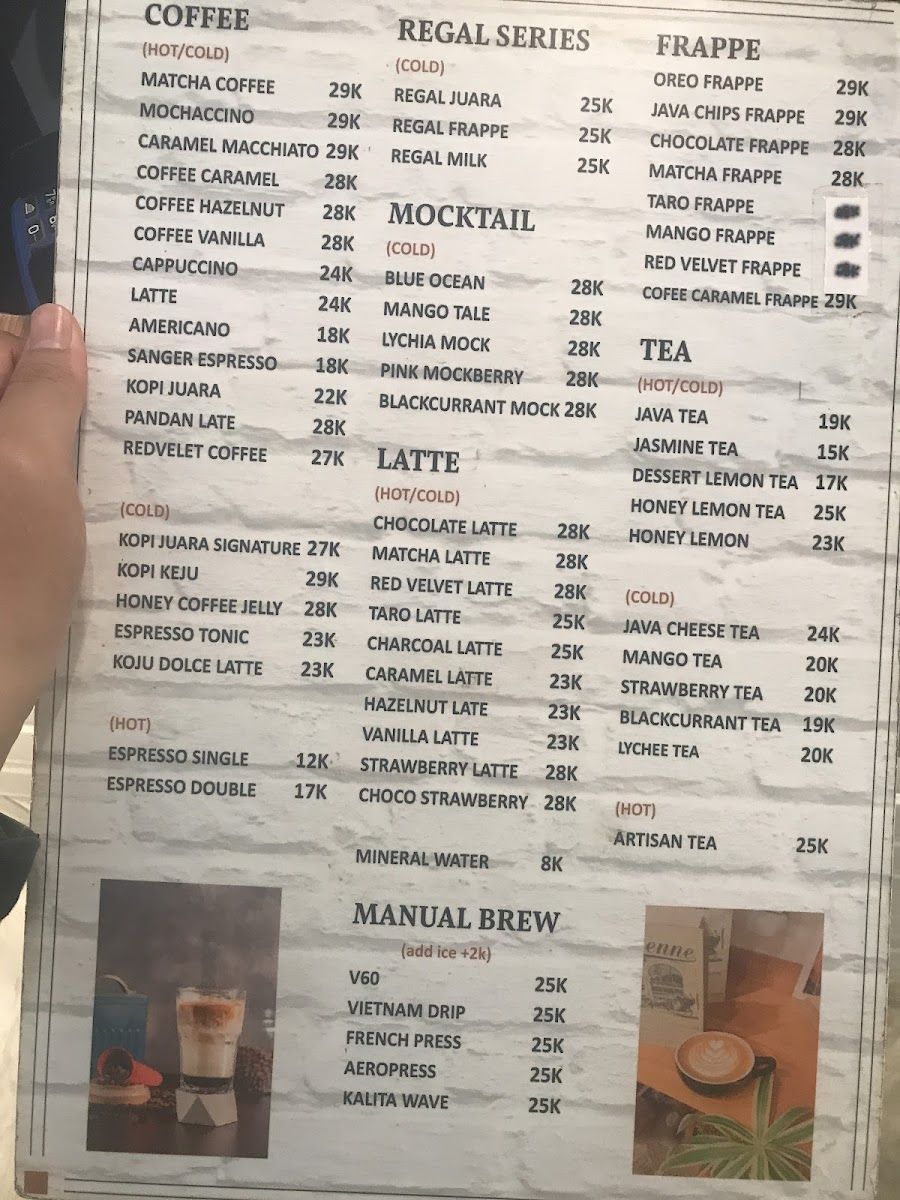 COFFEE
(HOT/COLD)
MATCHA COFFEE 29K
MOCHACCINO 29K
CARAMEL MACCHIATO 29K
COFFEE CARAMEL 28K
COFFEE HAZELNUT 28K
COFFEE VANILLA 28K
CAPPUCCINO 24K
LATTE 24K
AMERICANO 18K
SANGER ESPRESSO 18K
KOPI JUARA 22K
PANDAN LATE 28K
REDVELET COFFEE 27K
(COLD)
KOPI JUARA SIGNATURE 27K
KOPI KEJU 29K
HONEY COFFEE JELLY 28K
ESPRESSO TONIC 23K
KOJU DOLCE LATTE 23K
(HOT)
ESPRESSO SINGLE 12K
ESPRESSO DOUBLE 17K
REGAL SERIES
(COLD)
REGAL JUARA 25K
REGAL FRAPPE 25K
REGAL MILK 25K
MOCKTAIL
(COLD)
BLUE OCEAN 28K
MANGO TALE 28K
LYCHIA MOCK 28K
PINK MOCKBERRY 28K
BLACKCURRANT MOCK 28K
LATTE
(HOT/COLD)
CHOCOLATE LATTE 28K
MATCHA LATTE 28K
RED VELVET LATTE 28K
TARO LATTE 25K
CHARCOAL LATTE 25K
CARAMEL LATTE 23K
HAZELNUT LATE 23K
VANILLA LATTE 23K
STRAWBERRY LATTE 28K
CHOCO STRAWBERRY 28K
MINERAL WATER 8K
MANUAL BREW
(add ice +2k)
V60 25K
VIETNAM DRIP 25K
FRENCH PRESS 25K
AEROPRESS 25K
KALITA WAVE 25K
FRAPPE
OREO FRAPPE 29K
JAVA CHIPS FRAPPE 29K
CHOCOLATE FRAPPE 28K
MATCHA FRAPPE 28K
TARO FRAPPE
MANGO FRAPPE
RED VELVET FRAPPE
COFEE CARAMEL FRAPPE 29K
TEA
(HOT/COLD)
JAVA TEA 19K
JASMINE TEA 15K
DESSERT LEMON TEA 17K
HONEY LEMON TEA 25K
HONEY LEMON 23K
(COLD)
JAVA CHEESE TEA 24K
MANGO TEA 20K
STRAWBERRY TEA 20K
BLACKCURRANT TEA 19K
LYCHEE TEA 20K
(HOT)
ARTISAN TEA 25K
enne